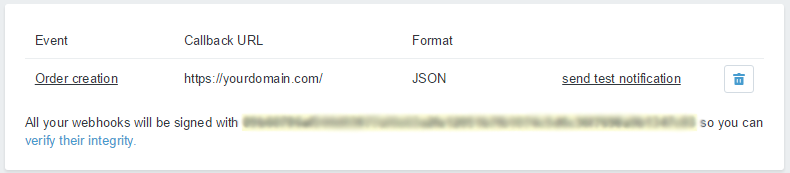 Event Callback URL Format
Order creation https://yourdomain.com/ JSON send test notification
All your webhooks will be signed with so you can
verify their integrity.